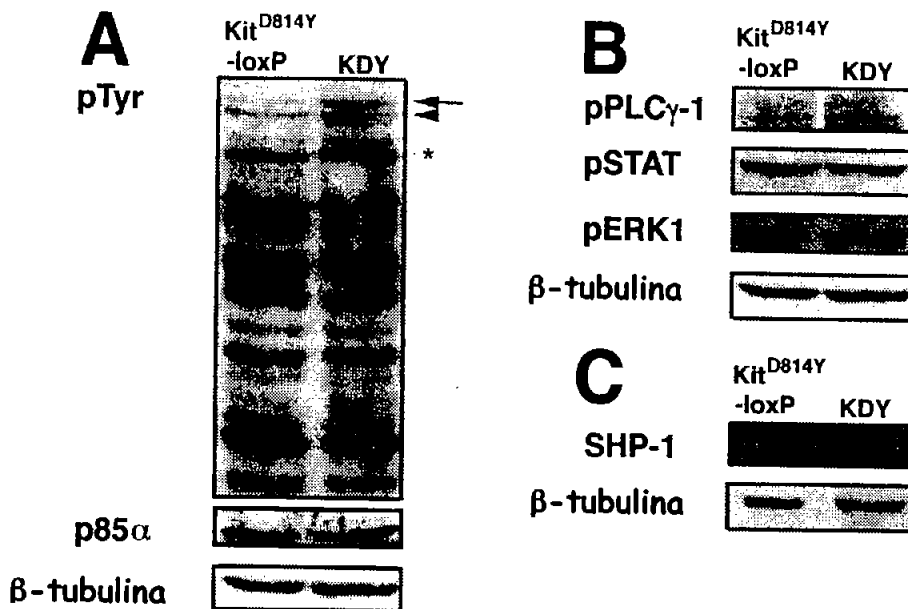 A
Kit^D814Y
-loxP KDY
pTyr
*
p85α
β-tubulina
B
Kit^D814Y
-loxP KDY
pPLCγ-1
pSTAT
pERK1
β-tubulina
C
Kit^D814Y
-loxP KDY
SHP-1
β-tubulina